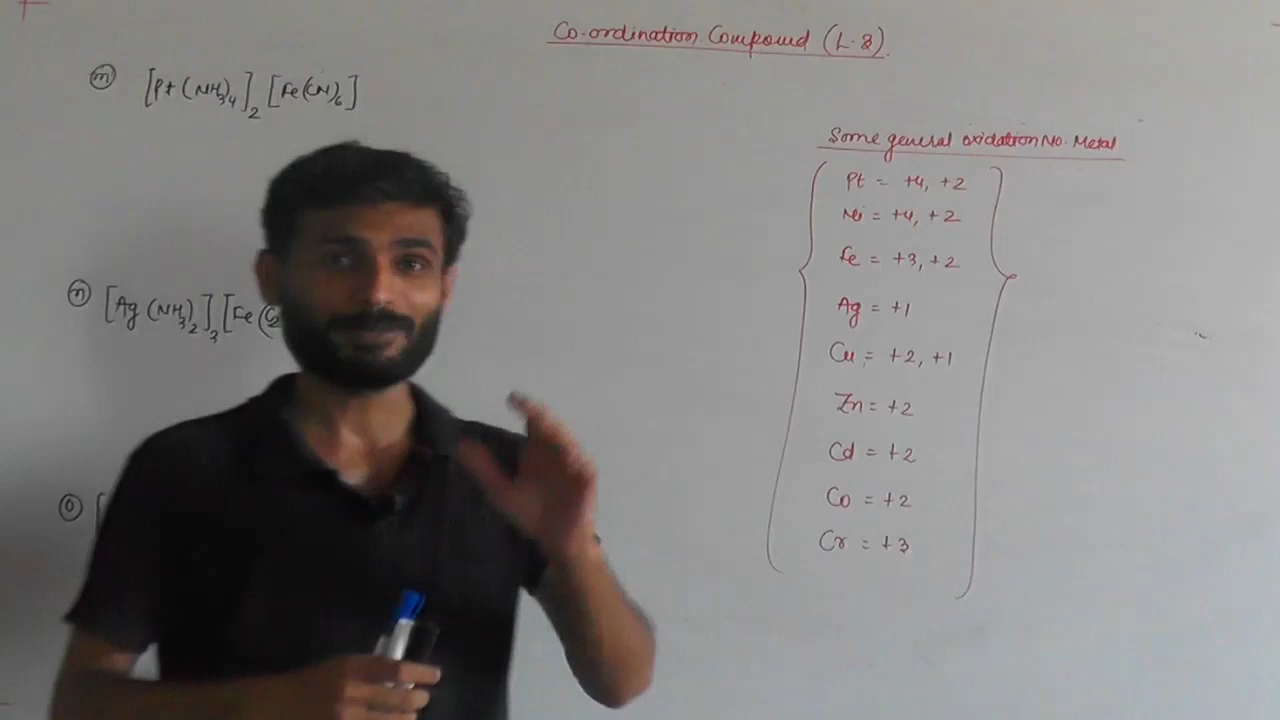 Co-ordination Compound (L.8)
(m) [Pt(NH3)4]2 [Fe(CN)6]
Some general oxidation No. Metal
Pt = +4, +2
Ni = +4, +2
Fe = +3, +2
(n) [Ag(NH3)2]3 [Fe(C2
Ag = +1
Cu = +2, +1
Zn = +2
Cd = +2
(o) [
Co = +2
Cr = +3